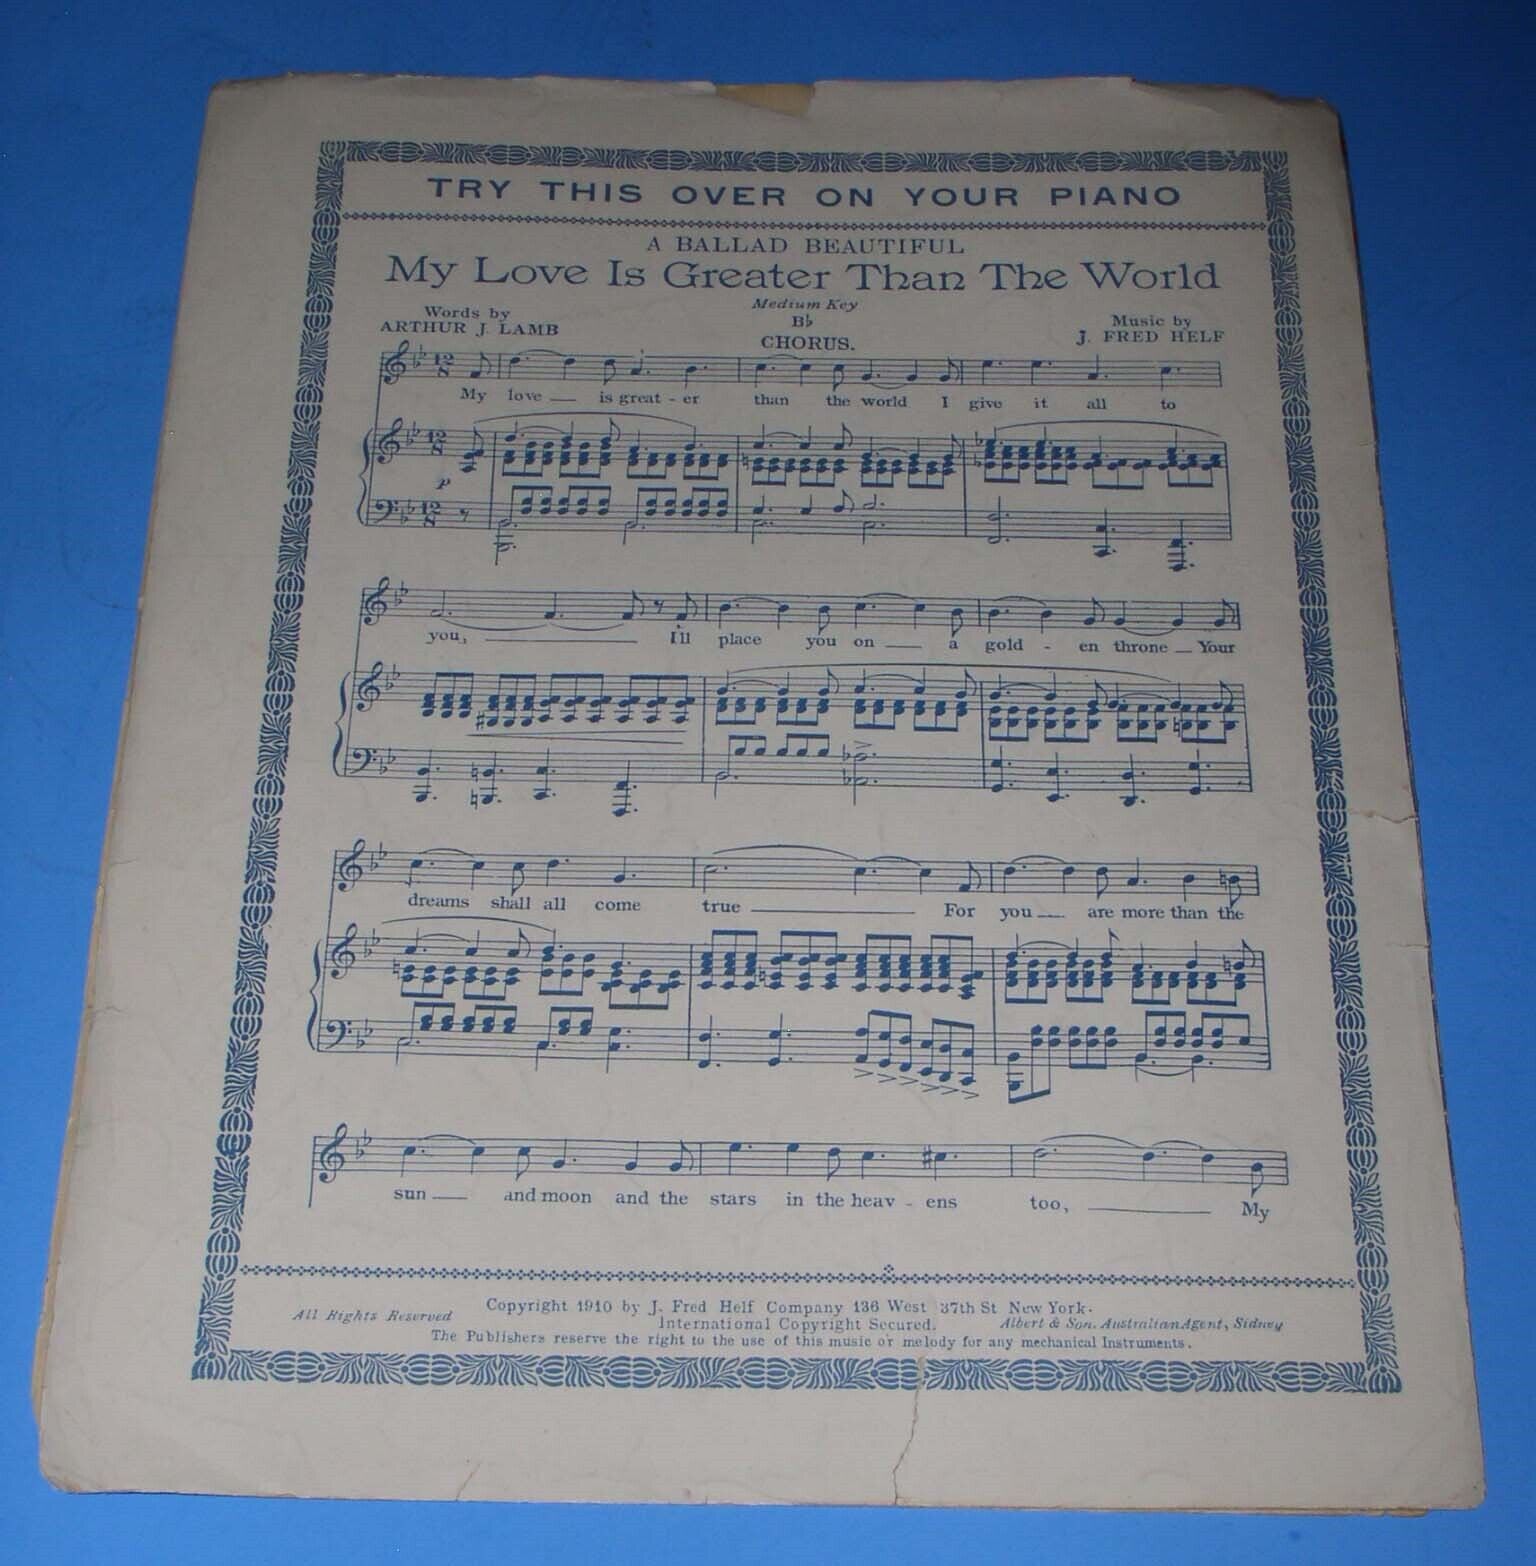 TRY THIS OVER ON YOUR PIANO
A BALLAD BEAUTIFUL
My Love Is Greater Than The World
Medium Key
B♭
Words by
ARTHUR J. LAMB
Music by
J. FRED HELF
CHORUS.
My love — is great - er than the world I give it all to
p
you, — I'll place you on — a gold - en throne — Your
dreams shall all come true — For you — are more than the
sun — and moon and the stars in the heav - ens too, — My
All Rights Reserved
Copyright 1910 by J. Fred Helf Company 136 West 37th St New York.
International Copyright Secured.
Albert & Son. Australian Agent, Sidney
The Publishers reserve the right to the use of this music or melody for any mechanical Instruments.